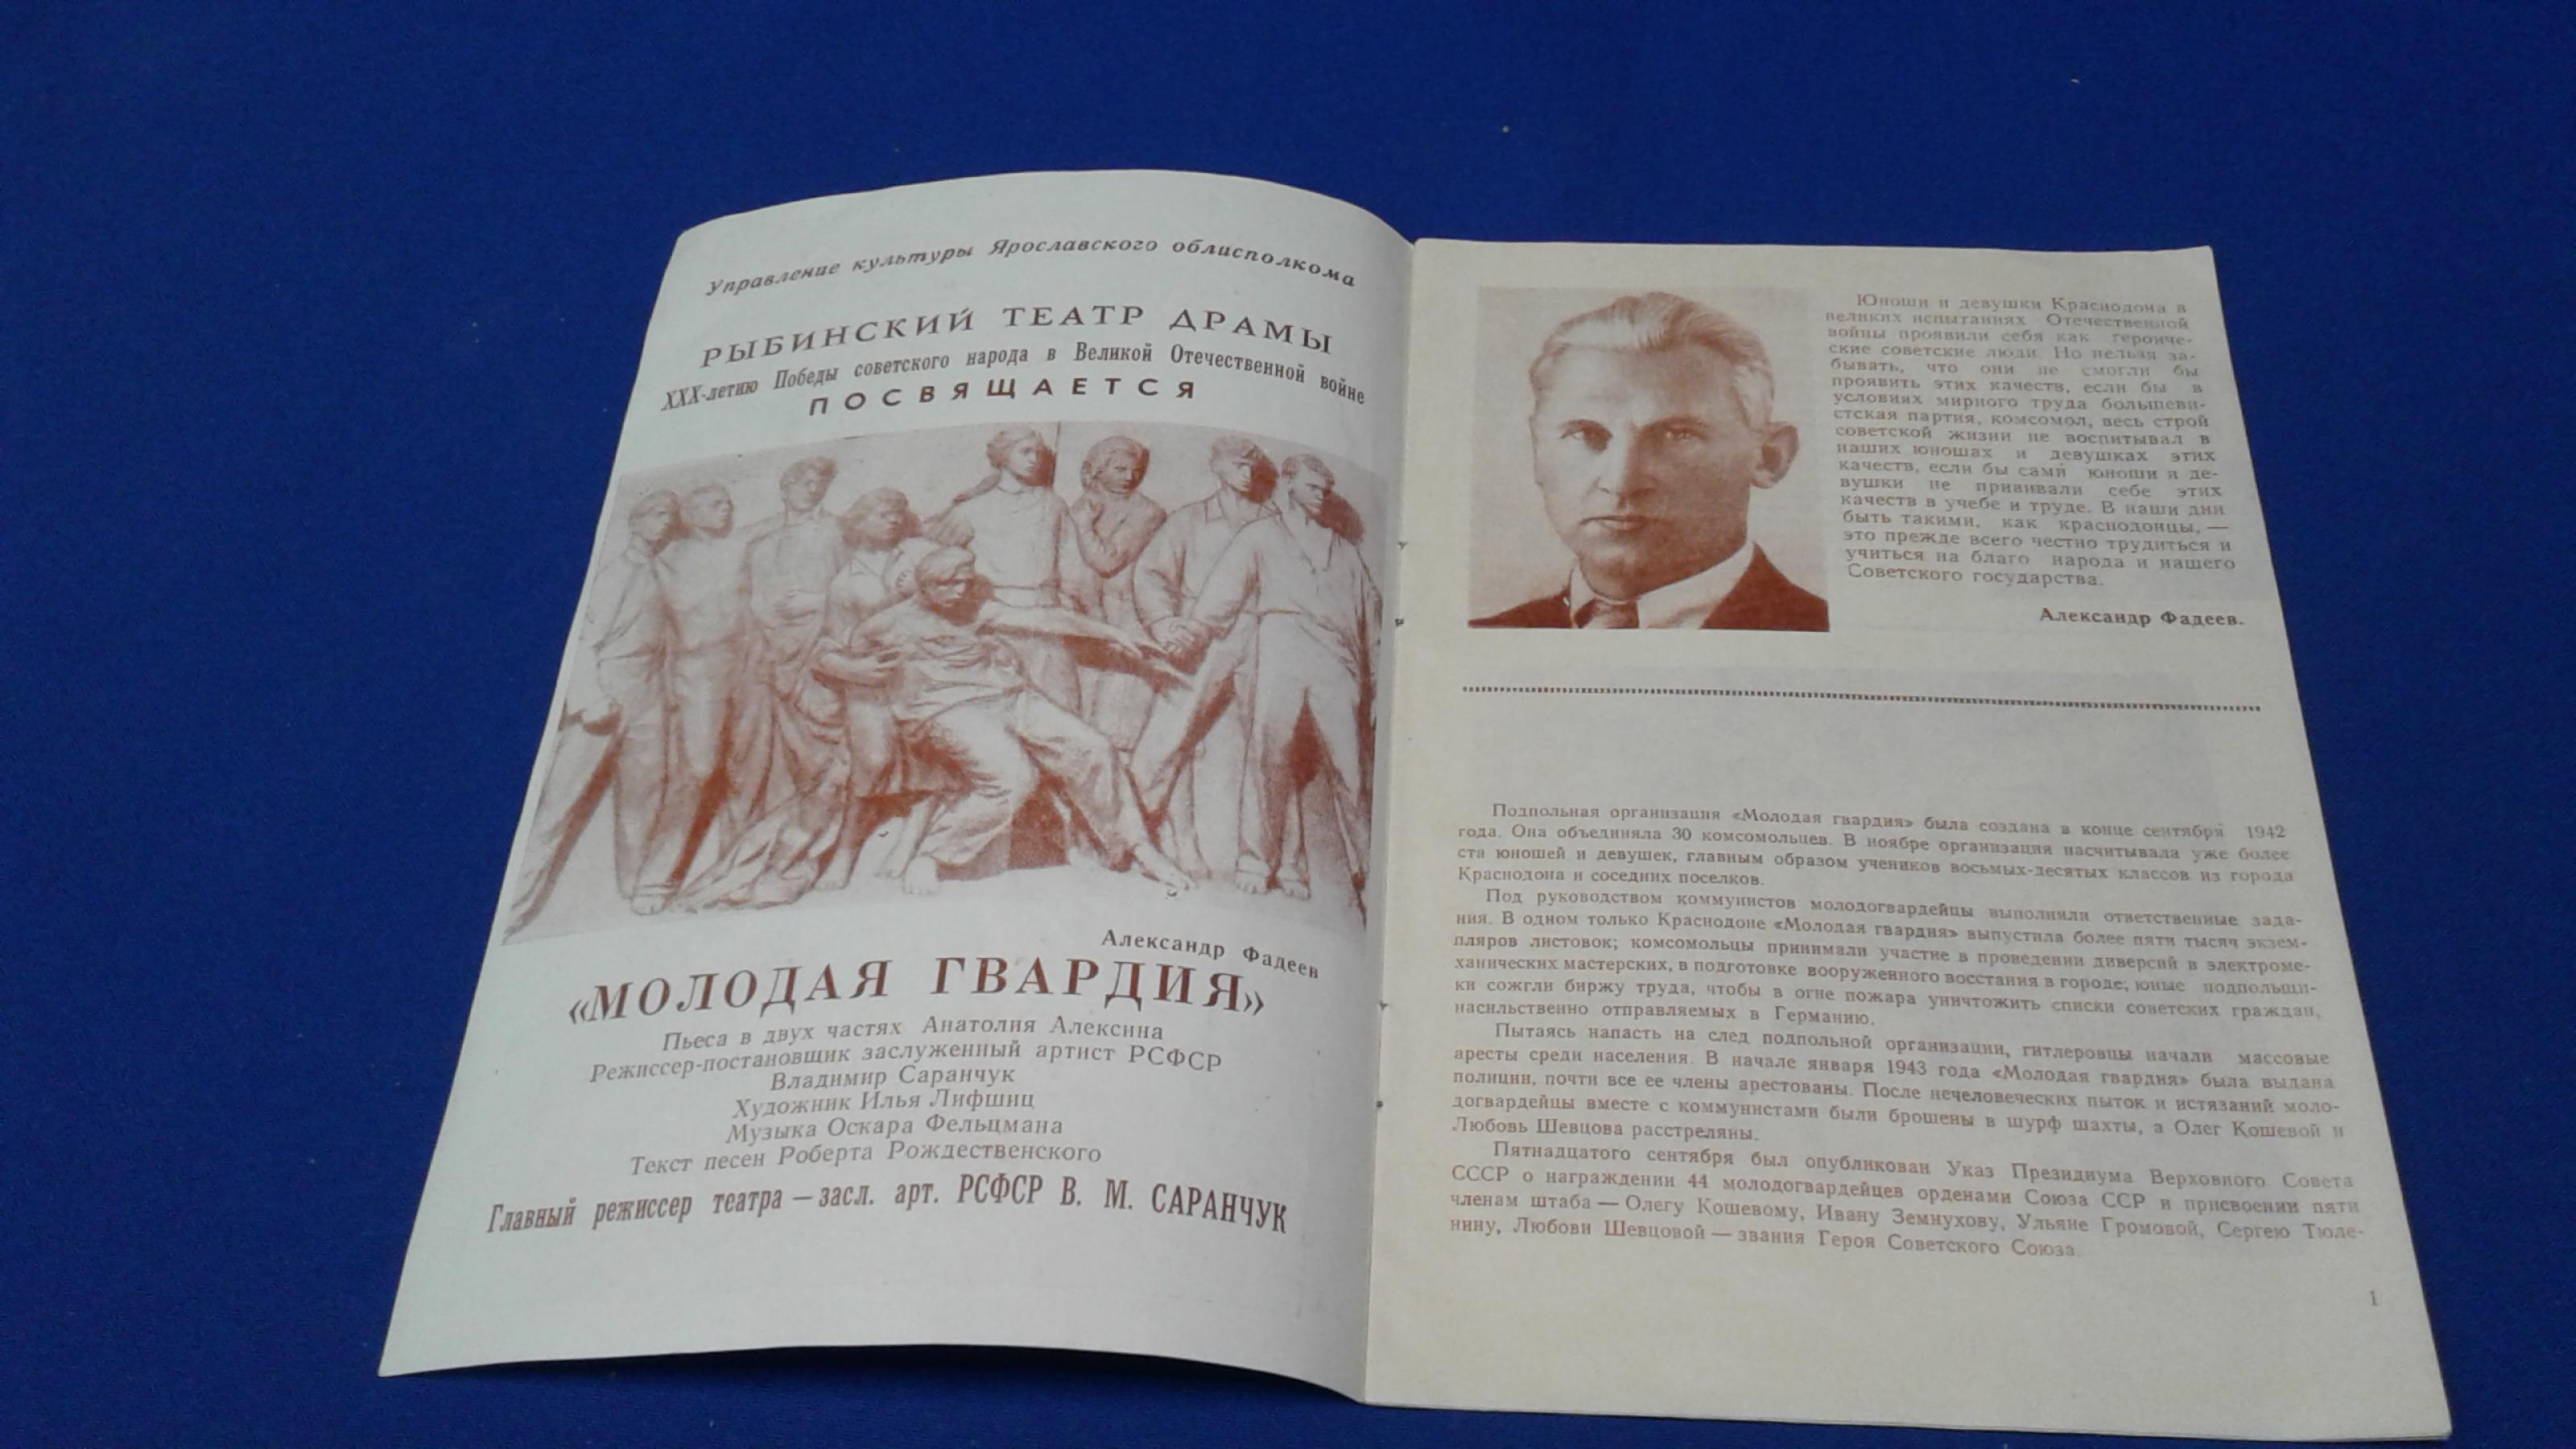 Управление культуры Ярославского облисполкома
РЫБИНСКИЙ ТЕАТР ДРАМЫ
XXX-летию Победы советского народа в Великой Отечественной войне
ПОСВЯЩАЕТСЯ
Александр Фадеев
«МОЛОДАЯ ГВАРДИЯ»
Пьеса в двух частях Анатолия Алексина
Режиссер-постановщик заслуженный артист РСФСР
Владимир Саранчук
Художник Илья Лифшиц
Музыка Оскара Фельцмана
Текст песен Роберта Рождественского
Главный режиссер театра — засл. арт. РСФСР В. М. САРАНЧУК
Юноши и девушки Краснодона в
великих испытаниях Отечественной
войны проявили себя как героиче-
ские советские люди. Но нельзя за-
бывать, что они не смогли бы
проявить этих качеств, если бы в
условиях мирного труда большеви-
стская партия, комсомол, весь строй
советской жизни не воспитывал в
наших юношах и девушках этих
качеств, если бы сами юноши и де-
вушки не прививали себе этих
качеств в учебе и труде. В наши дни
быть такими, как краснодонцы, —
это прежде всего честно трудиться и
учиться на благо народа и нашего
Советского государства.
Александр Фадеев.
Подпольная организация «Молодая гвардия» была создана в конце сентября 1942
года. Она объединяла 30 комсомольцев. В ноябре организация насчитывала уже более
ста юношей и девушек, главным образом учеников восьмых-десятых классов из города
Краснодона и соседних поселков.
Под руководством коммунистов молодогвардейцы выполняли ответственные зада-
ния. В одном только Краснодоне «Молодая гвардия» выпустила более пяти тысяч экзем-
пляров листовок; комсомольцы принимали участие в проведении диверсий в электроме-
ханических мастерских, в подготовке вооруженного восстания в городе; юные подпольщи-
ки сожгли биржу труда, чтобы в огне пожара уничтожить списки советских граждан,
насильственно отправляемых в Германию.
Пытаясь напасть на след подпольной организации, гитлеровцы начали массовые
аресты среди населения. В начале января 1943 года «Молодая гвардия» была выдана
полиции, почти все ее члены арестованы. После нечеловеческих пыток и истязаний моло-
догвардейцы вместе с коммунистами были брошены в шурф шахты, а Олег Кошевой и
Любовь Шевцова расстреляны.
Пятнадцатого сентября был опубликован Указ Президиума Верховного Совета
СССР о награждении 44 молодогвардейцев орденами Союза ССР и присвоении пяти
членам штаба — Олегу Кошевому, Ивану Земнухову, Ульяне Громовой, Сергею Тюле-
нину, Любови Шевцовой — звания Героя Советского Союза.
1